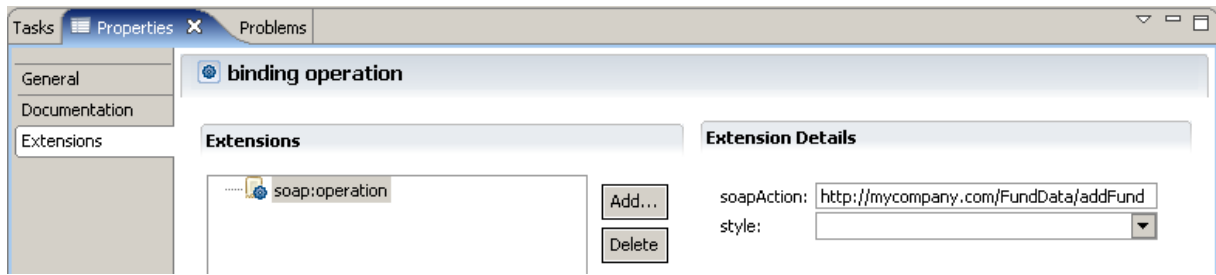 Tasks Properties Problems
General
binding operation
Documentation
Extensions
Extensions
Extension Details
soap:operation
Add...
Delete
soapAction: http://mycompany.com/FundData/addFund
style: